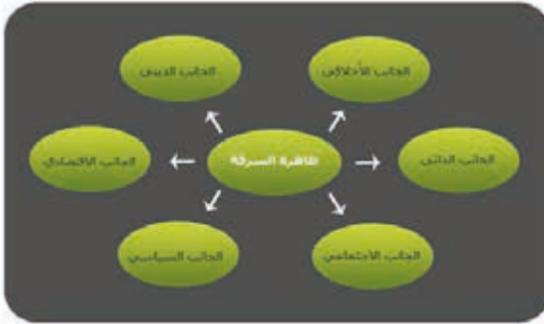 الجانب الأخلاقي
الجانب الديني
الجانب الذاتي
ظاهرة السرقة
الجانب الاقتصادي
الجانب الاجتماعي
الجانب السياسي